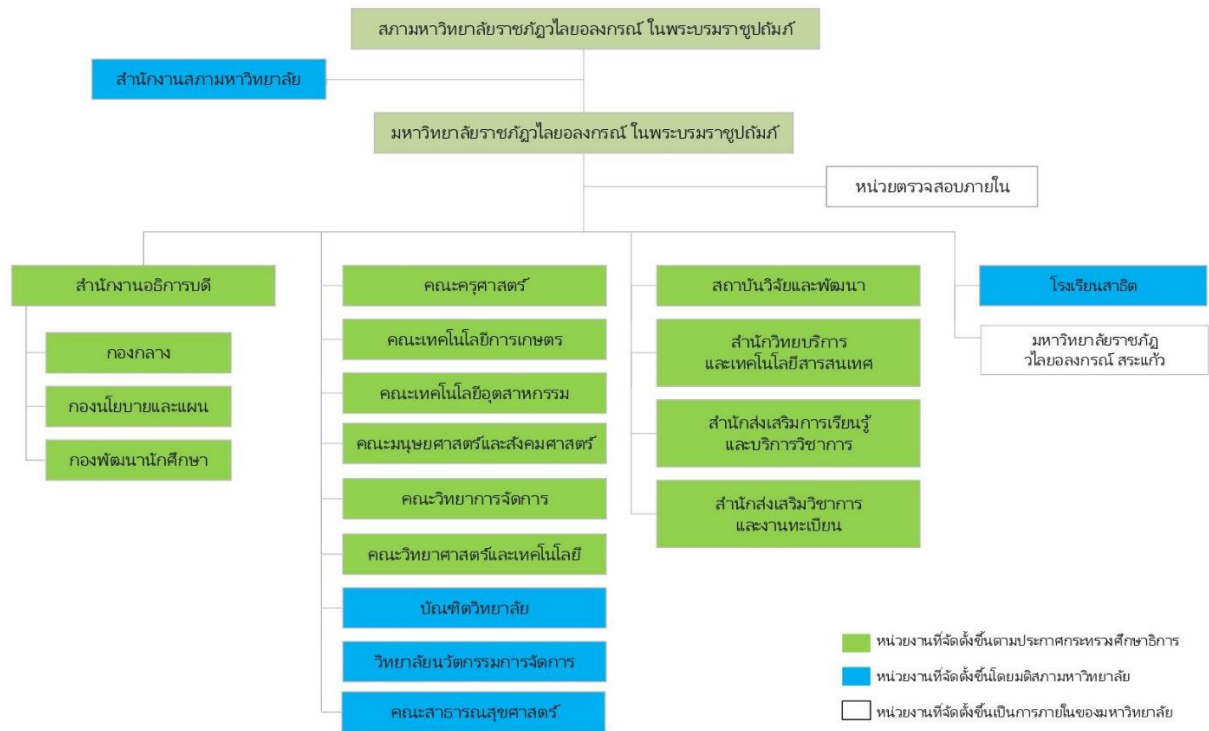 สภามหาวิทยาลัยราชภัฏวไลยอลงกรณ์ ในพระบรมราชูปถัมภ์
สำนักงานสภามหาวิทยาลัย
มหาวิทยาลัยราชภัฏวไลยอลงกรณ์ ในพระบรมราชูปถัมภ์
หน่วยตรวจสอบภายใน
สำนักงานอธิการบดี
กองกลาง
กองนโยบายและแผน
กองพัฒนานักศึกษา
คณะครุศาสตร์
คณะเทคโนโลยีการเกษตร
คณะเทคโนโลยีอุตสาหกรรม
คณะมนุษยศาสตร์และสังคมศาสตร์
คณะวิทยาการจัดการ
คณะวิทยาศาสตร์และเทคโนโลยี
บัณฑิตวิทยาลัย
วิทยาลัยนวัตกรรมการจัดการ
คณะสาธารณสุขศาสตร์
สถาบันวิจัยและพัฒนา
สำนักวิทยบริการ
และเทคโนโลยีสารสนเทศ
สำนักส่งเสริมการเรียนรู้
และบริการวิชาการ
สำนักส่งเสริมวิชาการ
และงานทะเบียน
โรงเรียนสาธิต
มหาวิทยาลัยราชภัฏ
วไลยอลงกรณ์ สระแก้ว
หน่วยงานที่จัดตั้งขึ้นตามประกาศกระทรวงศึกษาธิการ
หน่วยงานที่จัดตั้งขึ้นโดยมติสภามหาวิทยาลัย
หน่วยงานที่จัดตั้งขึ้นเป็นการภายในของมหาวิทยาลัย